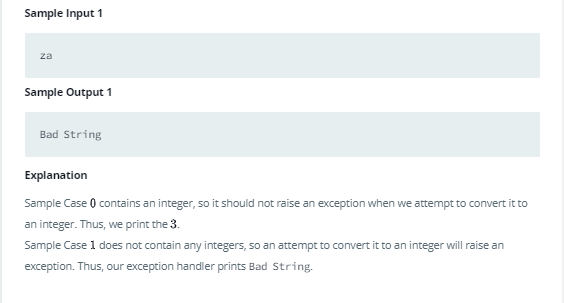 Sample Input 1
za
Sample Output 1
Bad String
Explanation
Sample Case 0 contains an integer, so it should not raise an exception when we attempt to convert it to
an integer. Thus, we print the 3.
Sample Case 1 does not contain any integers, so an attempt to convert it to an integer will raise an
exception. Thus, our exception handler prints Bad String.